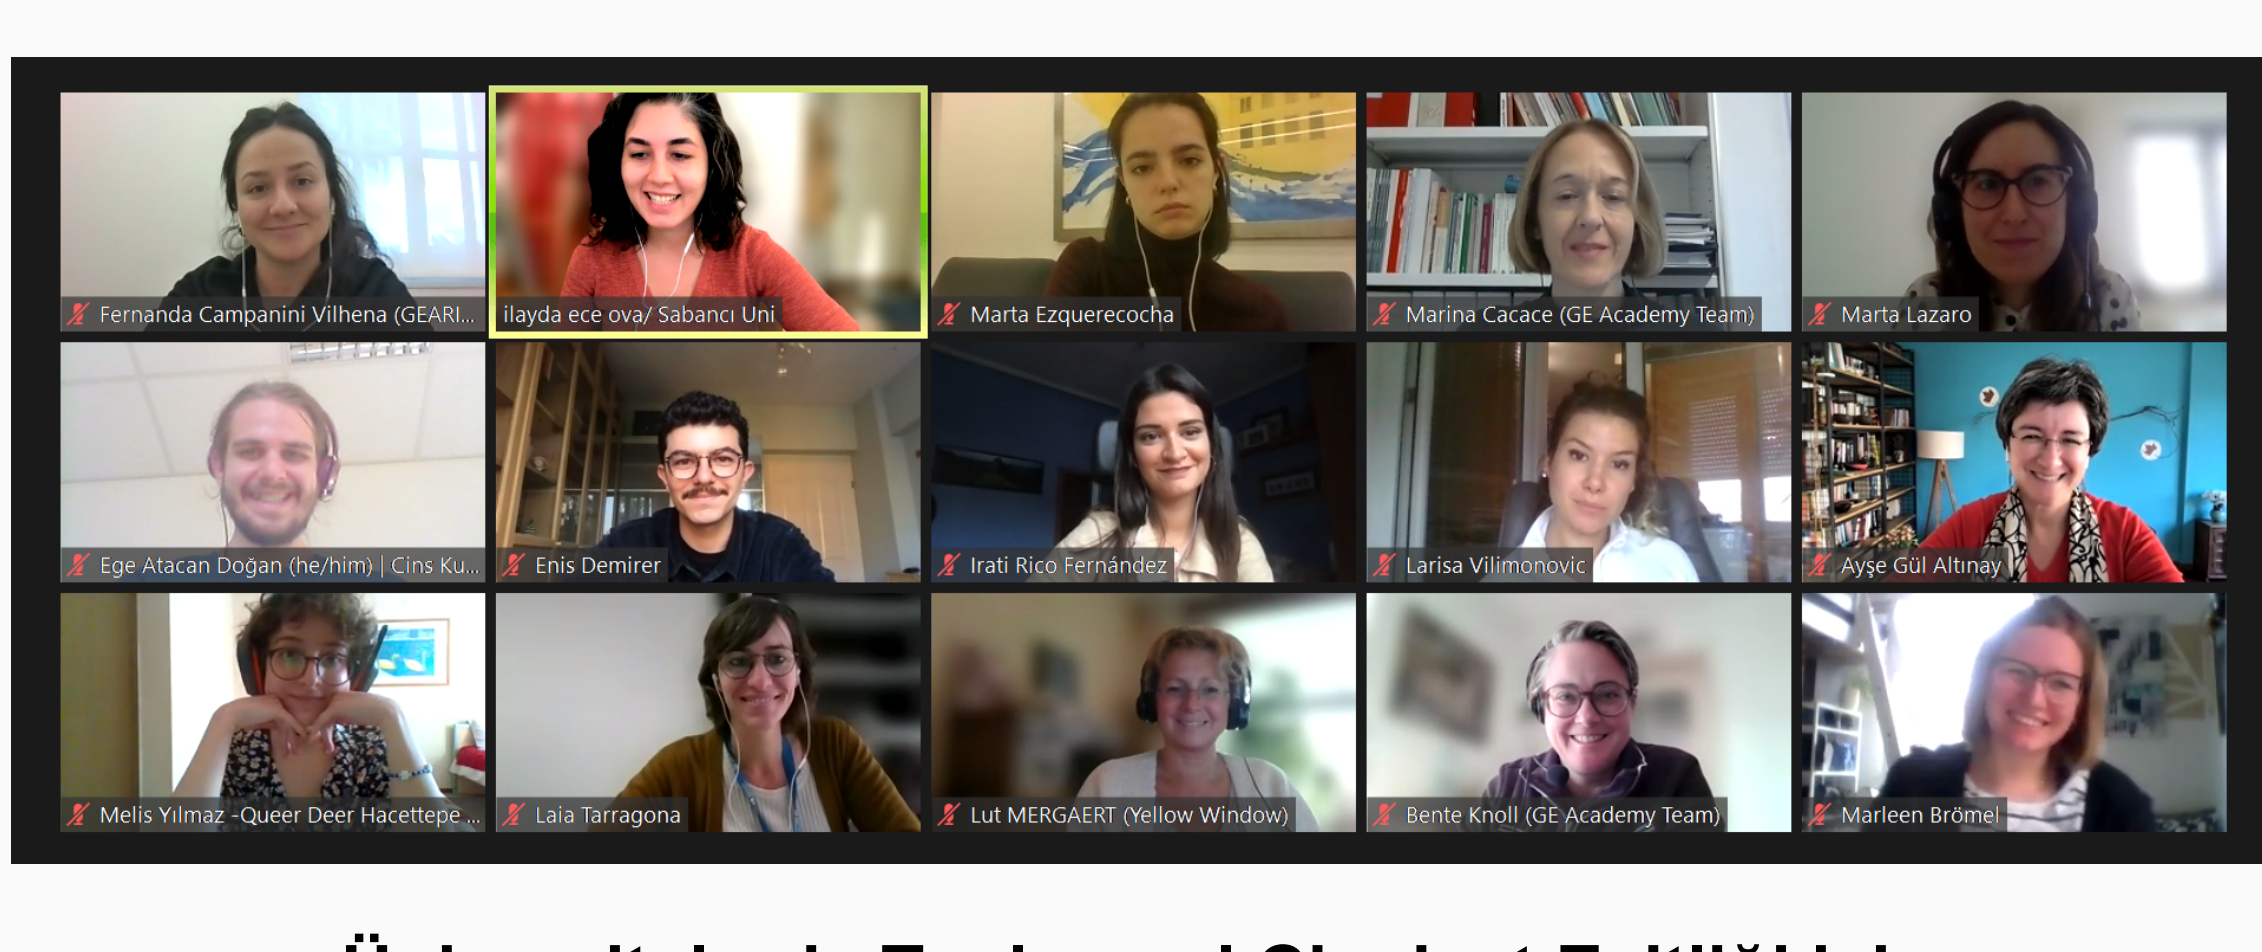 Fernanda Campanini Vilhena (GEARI...
ilayda ece ova/ Sabancı Uni
Marta Ezquerecocha
Marina Cacace (GE Academy Team)
Marta Lazaro
Ege Atacan Doğan (he/him) | Cins Ku...
Enis Demirer
Irati Rico Fernández
Larisa Vilimonovic
Ayşe Gül Altınay
Melis Yılmaz -Queer Deer Hacettepe ...
Laia Tarragona
Lut MERGAERT (Yellow Window)
Bente Knoll (GE Academy Team)
Marleen Brömel